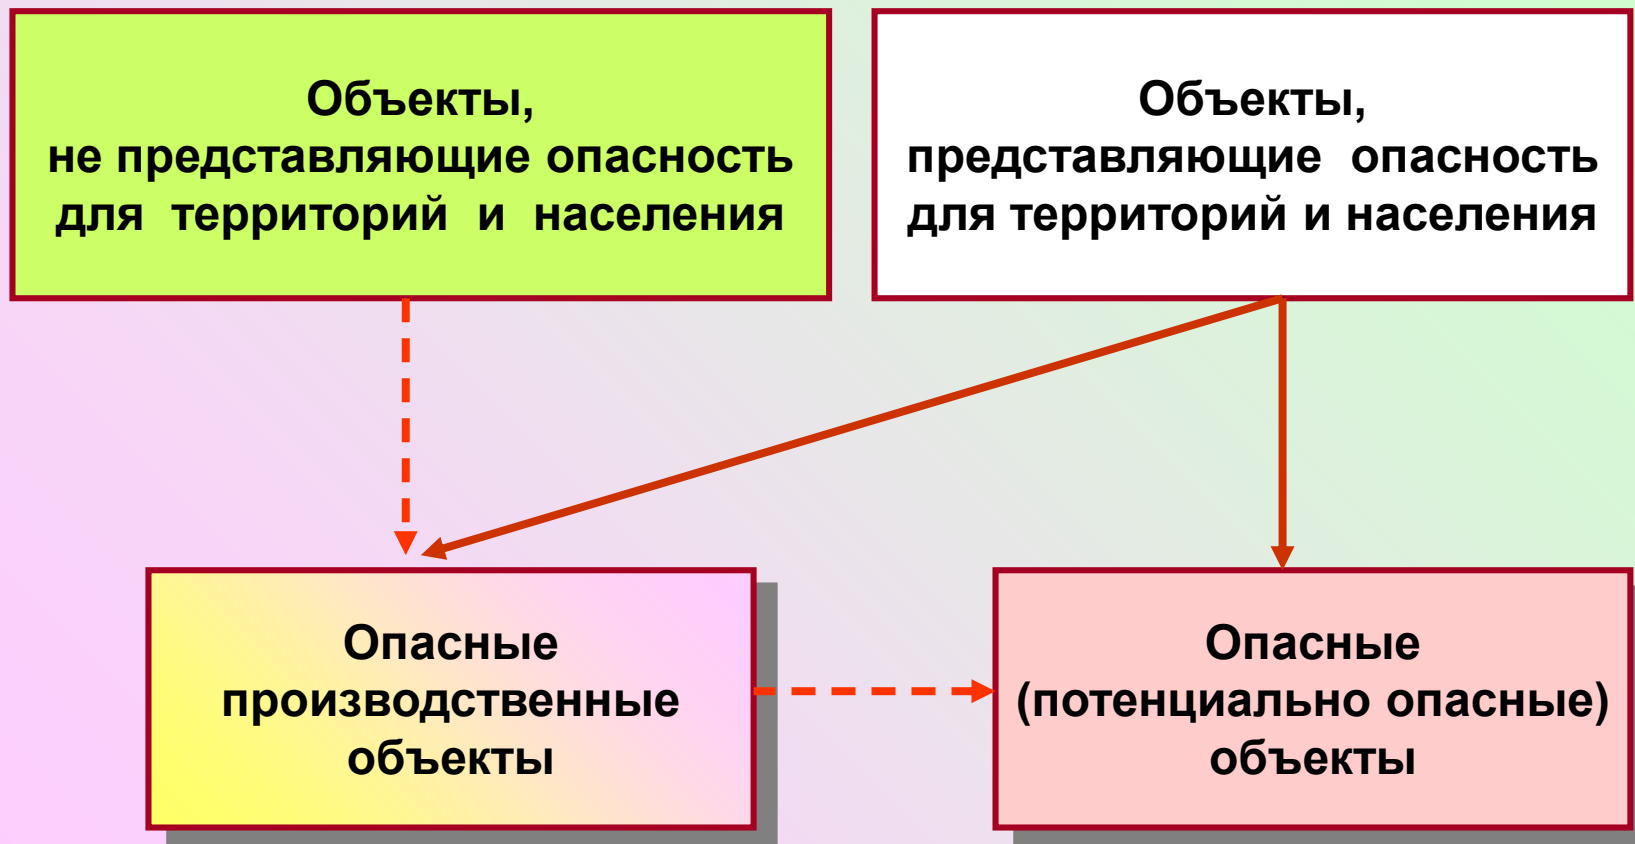 Объекты,
не представляющие опасность
для территорий и населения
Объекты,
представляющие опасность
для территорий и населения
Опасные
производственные
объекты
Опасные
(потенциально опасные)
объекты